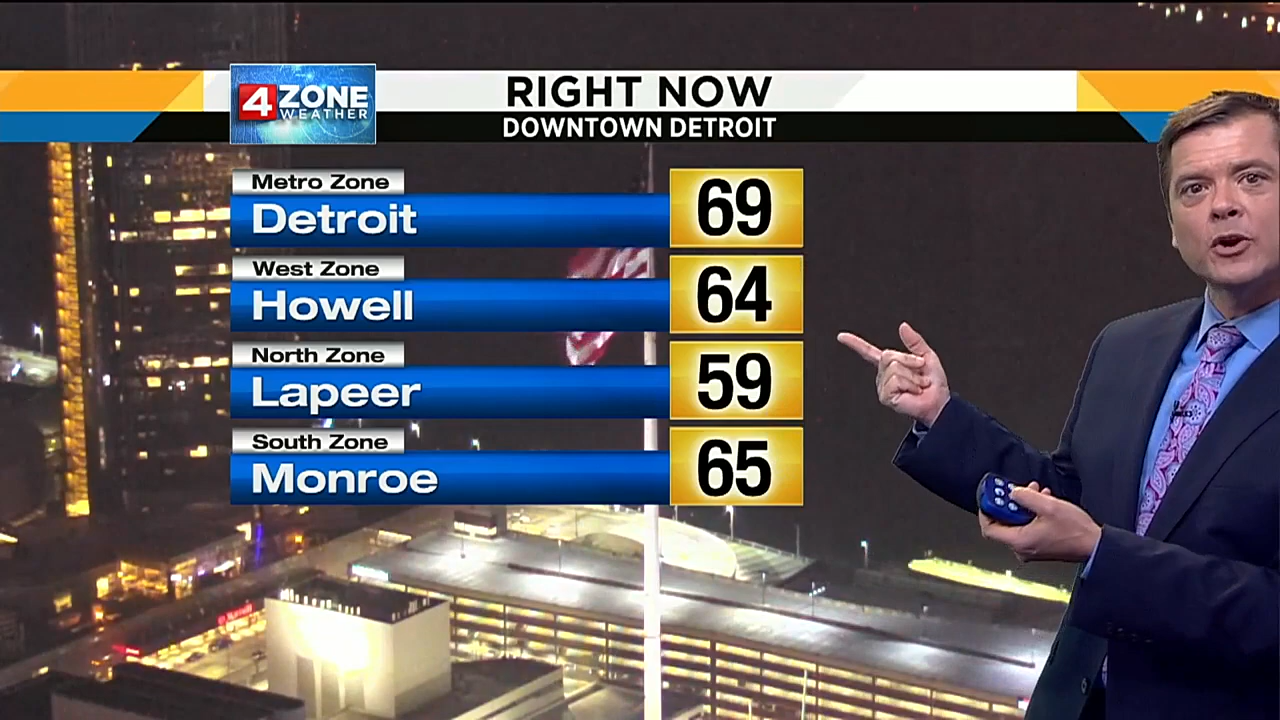 4 ZONE
WEATHER
RIGHT NOW
DOWNTOWN DETROIT
Metro Zone
Detroit
69
West Zone
Howell
64
North Zone
Lapeer
59
South Zone
Monroe
65
Marriott